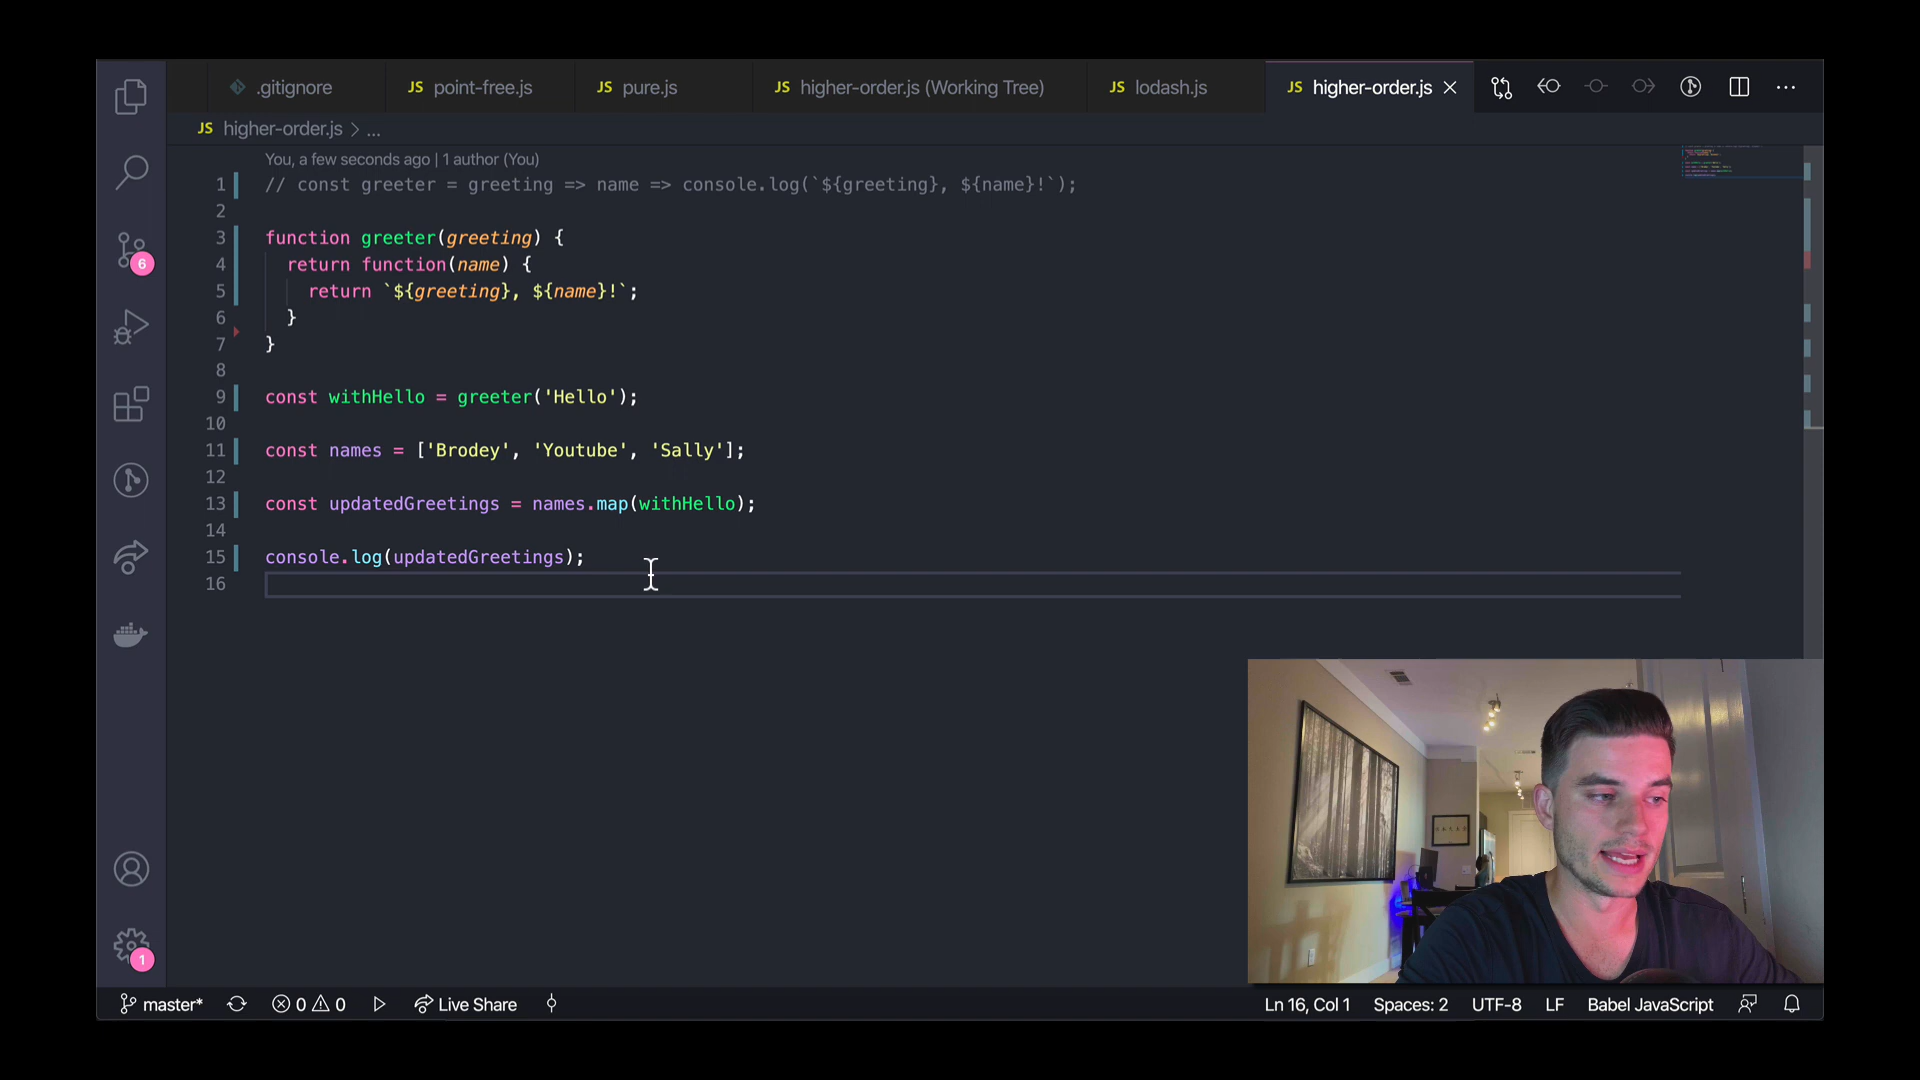 .gitignore
JS point-free.js
JS pure.js
JS higher-order.js (Working Tree)
JS lodash.js
JS higher-order.js
JS higher-order.js > ...
You, a few seconds ago | 1 author (You)
1 // const greeter = greeting => name => console.log(`${greeting}, ${name}!`);
2
3 function greeter(greeting) {
4 return function(name) {
5 return `${greeting}, ${name}!`;
6 }
7 }
8
9 const withHello = greeter('Hello');
10
11 const names = ['Brodey', 'Youtube', 'Sally'];
12
13 const updatedGreetings = names.map(withHello);
14
15 console.log(updatedGreetings);
16
6
1
master* 0 0 Live Share Ln 16, Col 1 Spaces: 2 UTF-8 LF Babel JavaScript